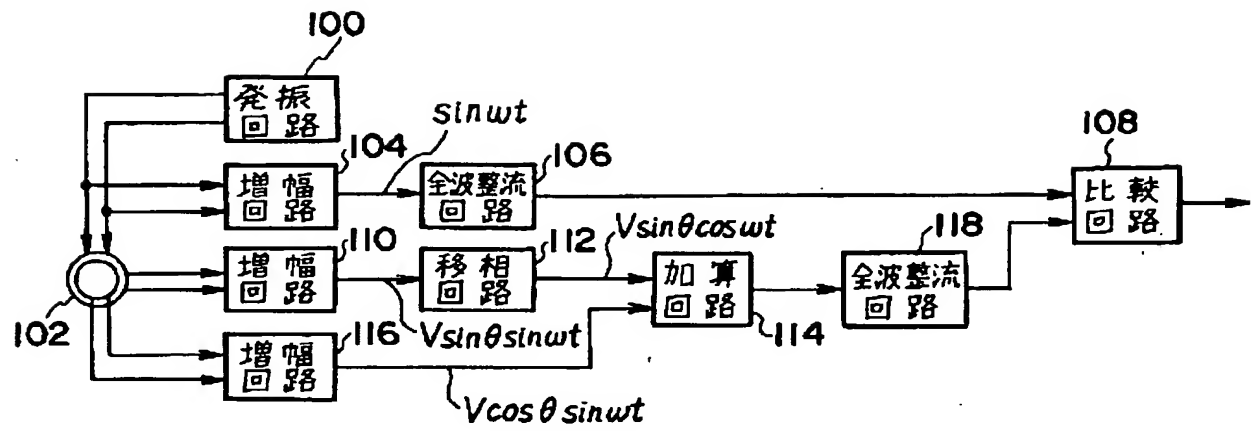 100
発振
回路
sinωt
104
増幅
回路
106
全波整流
回路
108
比較
回路
110
増幅
回路
112
移相
回路
Vsinθcosωt
118
全波整流
回路
加算
回路
114
102
Vsinθsinωt
116
増幅
回路
Vcosθsinωt